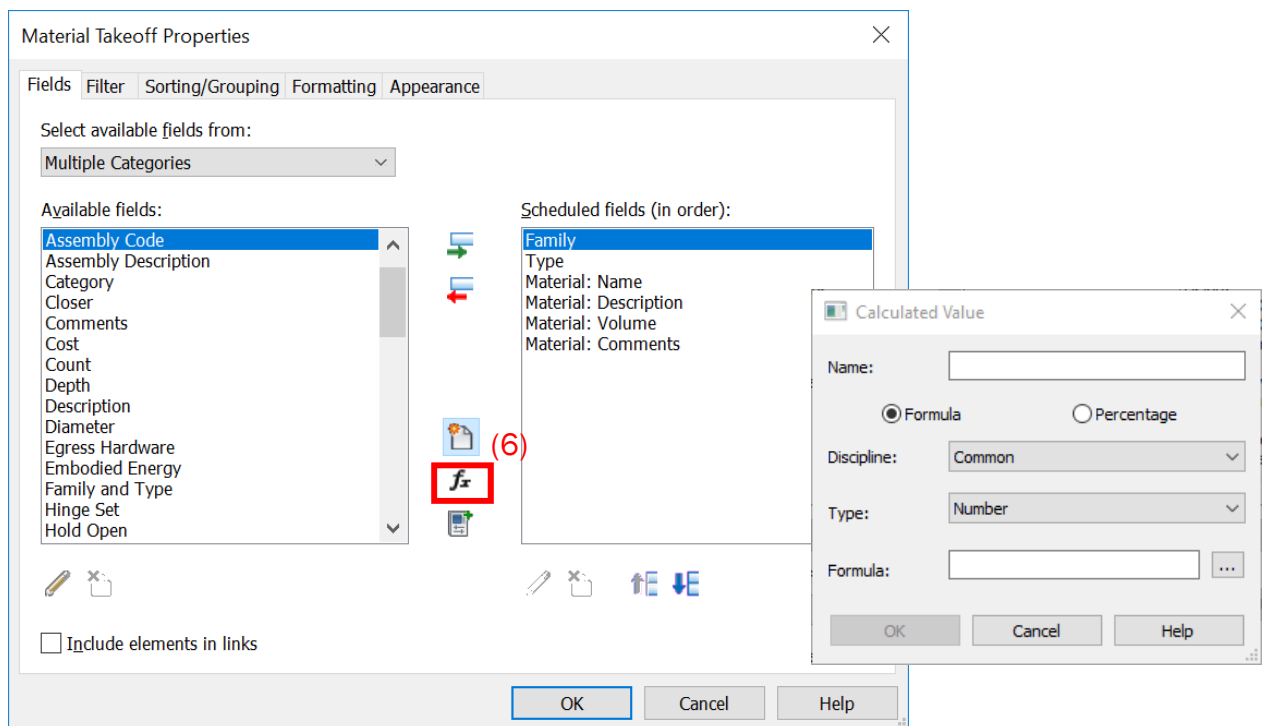 Material Takeoff Properties
Fields Filter Sorting/Grouping Formatting Appearance
Select available fields from:
Multiple Categories
Available fields:
Assembly Code
Assembly Description
Category
Closer
Comments
Cost
Count
Depth
Description
Diameter
Egress Hardware
Embodied Energy
Family and Type
Hinge Set
Hold Open
(6)
fx
Scheduled fields (in order):
Family
Type
Material: Name
Material: Description
Material: Volume
Material: Comments
Include elements in links
OK Cancel Help
Calculated Value
Name:
Formula Percentage
Discipline: Common
Type: Number
Formula: ...
OK Cancel Help